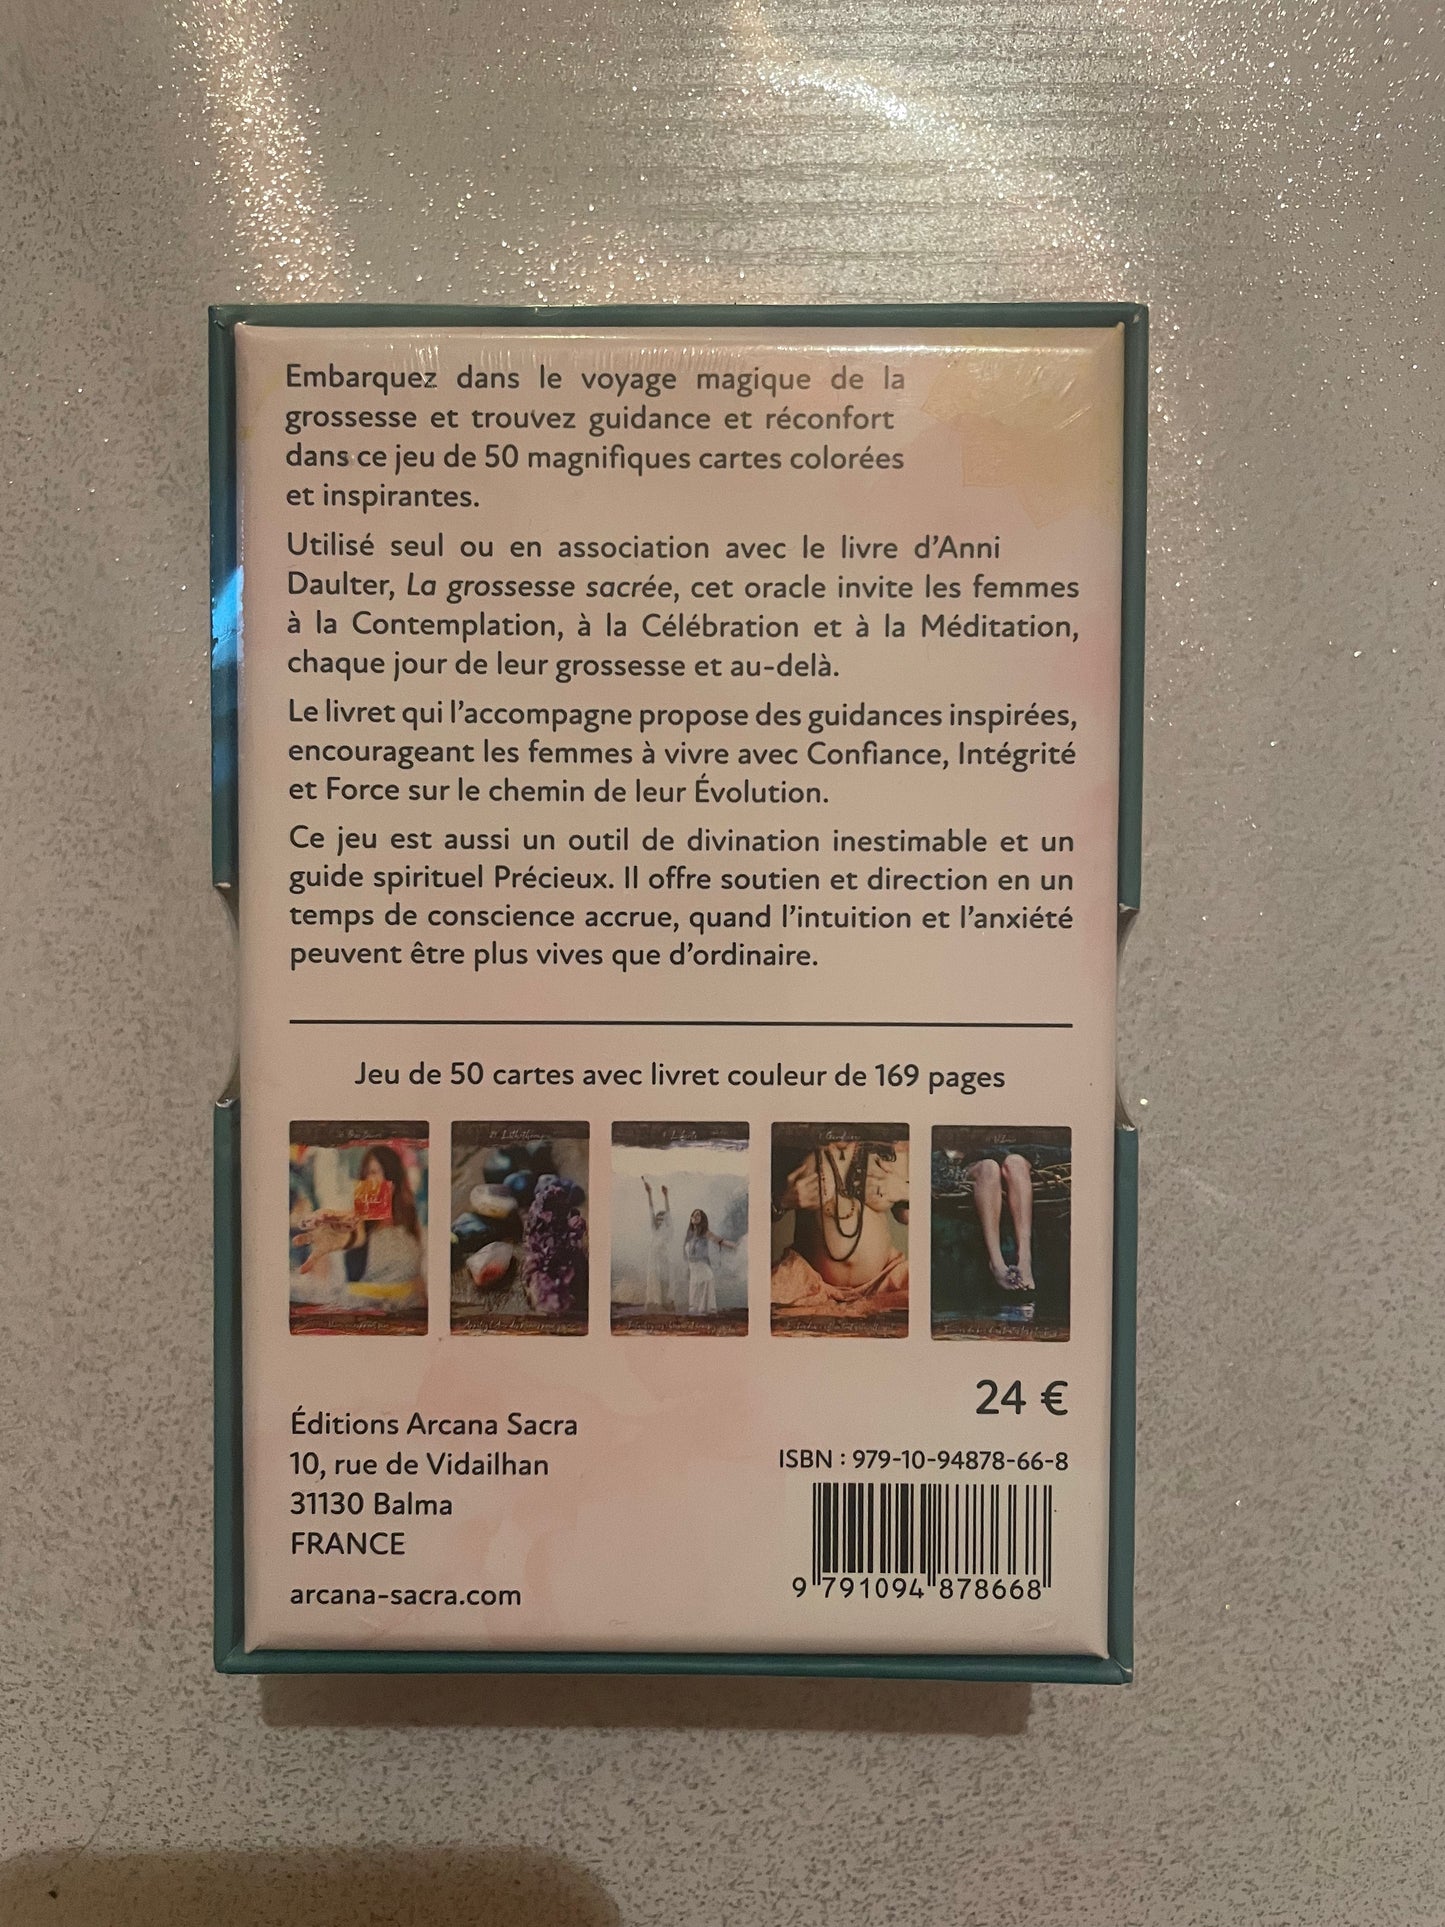 Embarquez dans le voyage magique de la
grossesse et trouvez guidance et réconfort
dans ce jeu de 50 magnifiques cartes colorées
et inspirantes.
Utilisé seul ou en association avec le livre d'Anni
Daulter, La grossesse sacrée, cet oracle invite les femmes
à la Contemplation, à la Célébration et à la Méditation,
chaque jour de leur grossesse et au-delà.
Le livret qui l'accompagne propose des guidances inspirées,
encourageant les femmes à vivre avec Confiance, Intégrité
et Force sur le chemin de leur Évolution.
Ce jeu est aussi un outil de divination inestimable et un
guide spirituel Précieux. Il offre soutien et direction en un
temps de conscience accrue, quand l'intuition et l'anxiété
peuvent être plus vives que d'ordinaire.
Jeu de 50 cartes avec livret couleur de 169 pages
24 €
Éditions Arcana Sacra
10, rue de Vidailhan
31130 Balma
FRANCE
arcana-sacra.com
ISBN : 979-10-94878-66-8
9 791094 878668